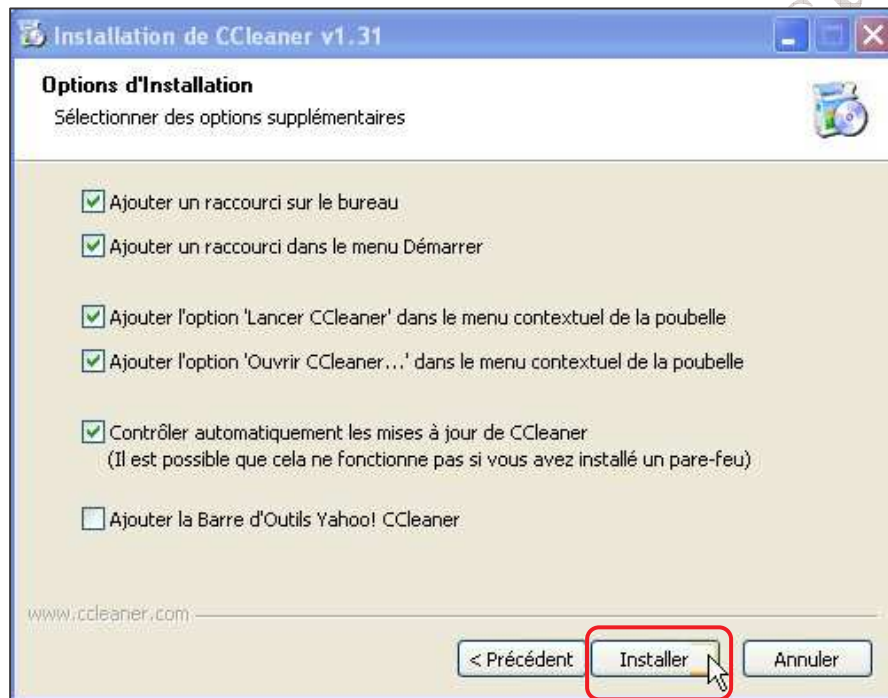 Installation de CCleaner v1.31
Options d'Installation
Sélectionner des options supplémentaires
Ajouter un raccourci sur le bureau
Ajouter un raccourci dans le menu Démarrer
Ajouter l'option 'Lancer CCleaner' dans le menu contextuel de la poubelle
Ajouter l'option 'Ouvrir CCleaner...' dans le menu contextuel de la poubelle
Contrôler automatiquement les mises à jour de CCleaner
(Il est possible que cela ne fonctionne pas si vous avez installé un pare-feu)
Ajouter la Barre d'Outils Yahoo! CCleaner
www.ccleaner.com
< Précédent Installer Annuler